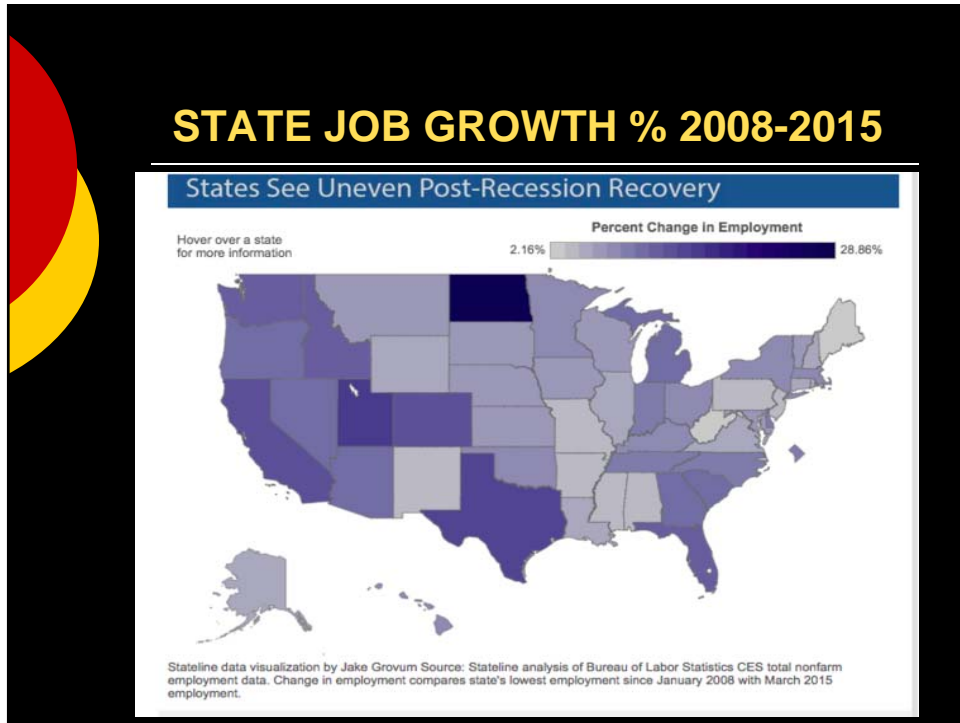 STATE JOB GROWTH % 2008-2015
States See Uneven Post-Recession Recovery
Percent Change in Employment
Hover over a state
for more information
2.16%
28.86%
Stateline data visualization by Jake Grovum Source: Stateline analysis of Bureau of Labor Statistics CES total nonfarm
employment data. Change in employment compares state's lowest employment since January 2008 with March 2015
employment.